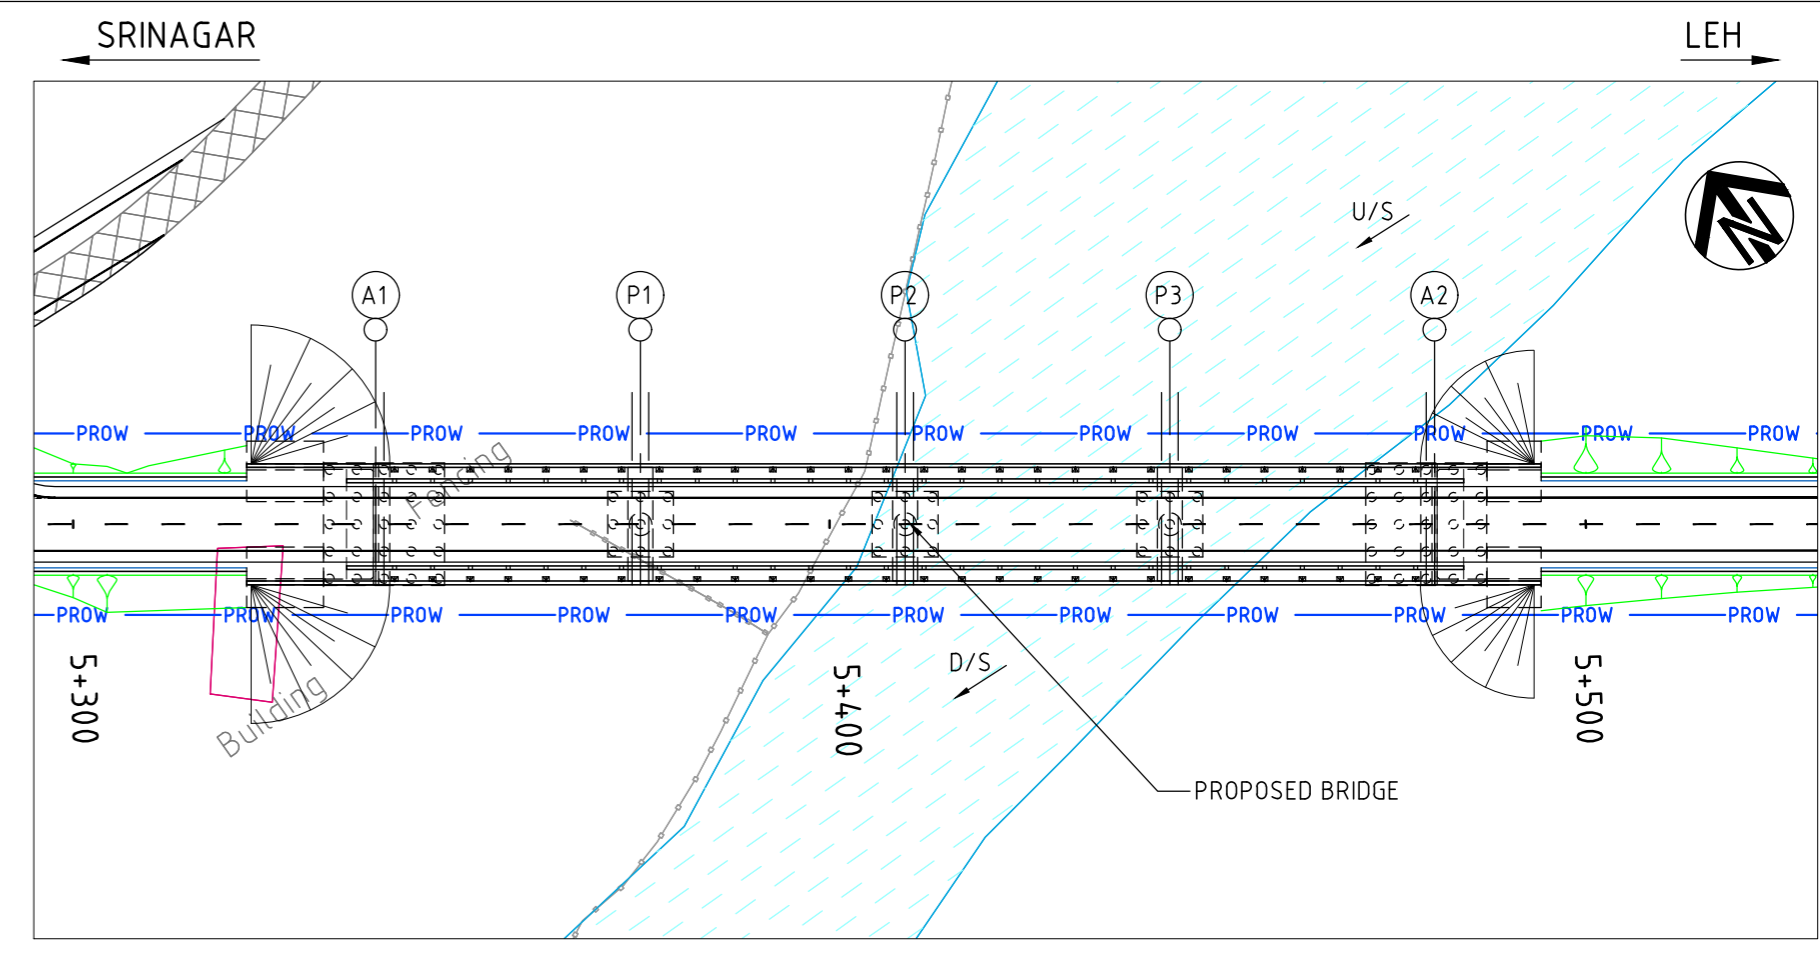 SRINAGAR
LEH
U/S
A1
P1
P2
P3
A2
N
PROW PROW PROW PROW PROW PROW PROW PROW PROW PROW PROW
Fencing
PROW PROW PROW PROW PROW PROW PROW PROW PROW PROW PROW
D/S
5+300
5+400
5+500
Building
PROPOSED BRIDGE